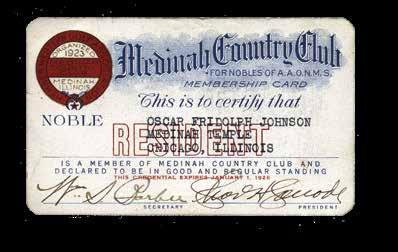 ORGANIZED
1923
MEDINAH
ILLINOIS
Medinah Country Club
FOR NOBLES OF A.A.O.N.M.S.
MEMBERSHIP CARD
This is to certify that
NOBLE
OSCAR FRIDOLPH JOHNSON
RESIDENT
MEDINAH TEMPLE
CHICAGO, ILLINOIS
IS A MEMBER OF MEDINAH COUNTRY CLUB AND
DECLARED TO BE IN GOOD AND REGULAR STANDING
THIS CREDENTIAL EXPIRES JANUARY 1, 1926
Wm S
SECRETARY
PRESIDENT